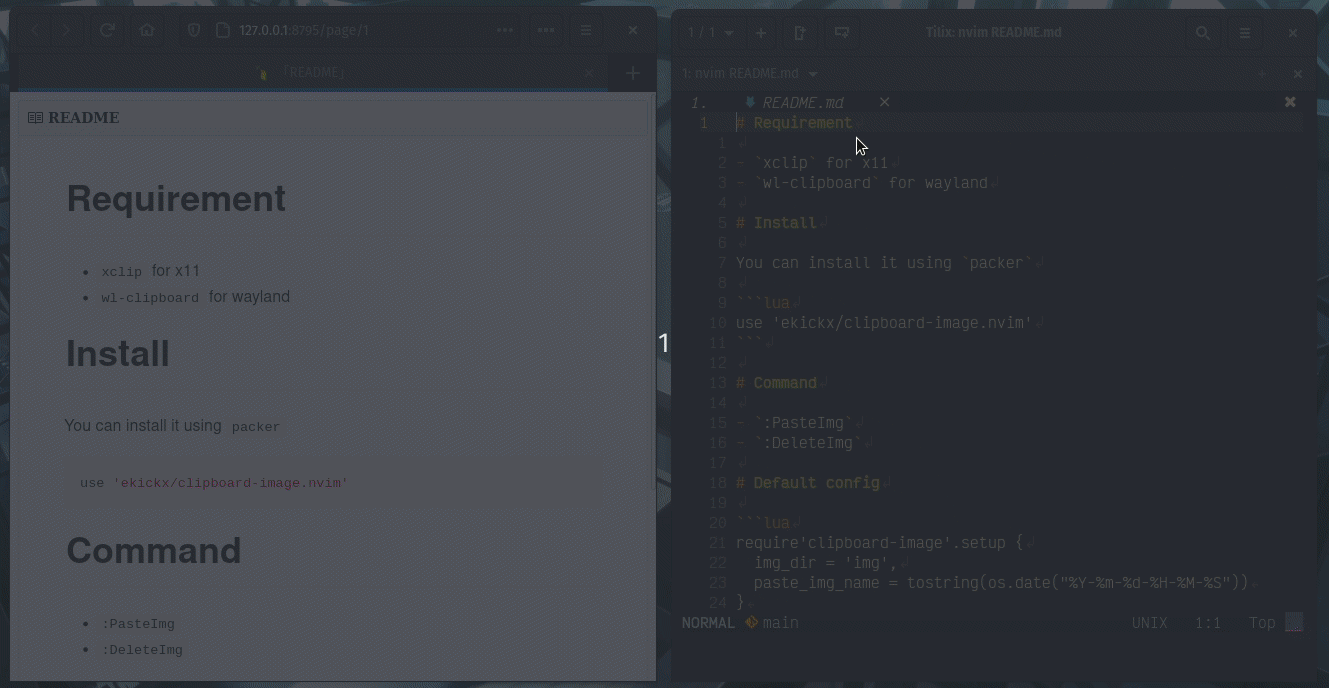 127.0.0.1:8795/page/1
「README」
README
Requirement
• xclip for x11
• wl-clipboard for wayland
Install
You can install it using packer
use 'ekickx/clipboard-image.nvim'
Command
• :PasteImg
• :DeleteImg
1
1 / 1
Tilix: nvim README.md
1: nvim README.md
1. README.md
1 # Requirement
1
2 - `xclip` for x11
3 - `wl-clipboard` for wayland
4
5 # Install
6
7 You can install it using `packer`
8
9 ```lua
10 use 'ekickx/clipboard-image.nvim'
11 ```
12
13 # Command
14
15 - `:PasteImg`
16 - `:DeleteImg`
17
18 # Default config
19
20 ```lua
21 require'clipboard-image'.setup {
22 img_dir = 'img',
23 paste_img_name = tostring(os.date("%Y-%m-%d-%H-%M-%S"))
24 }
NORMAL main UNIX 1:1 Top